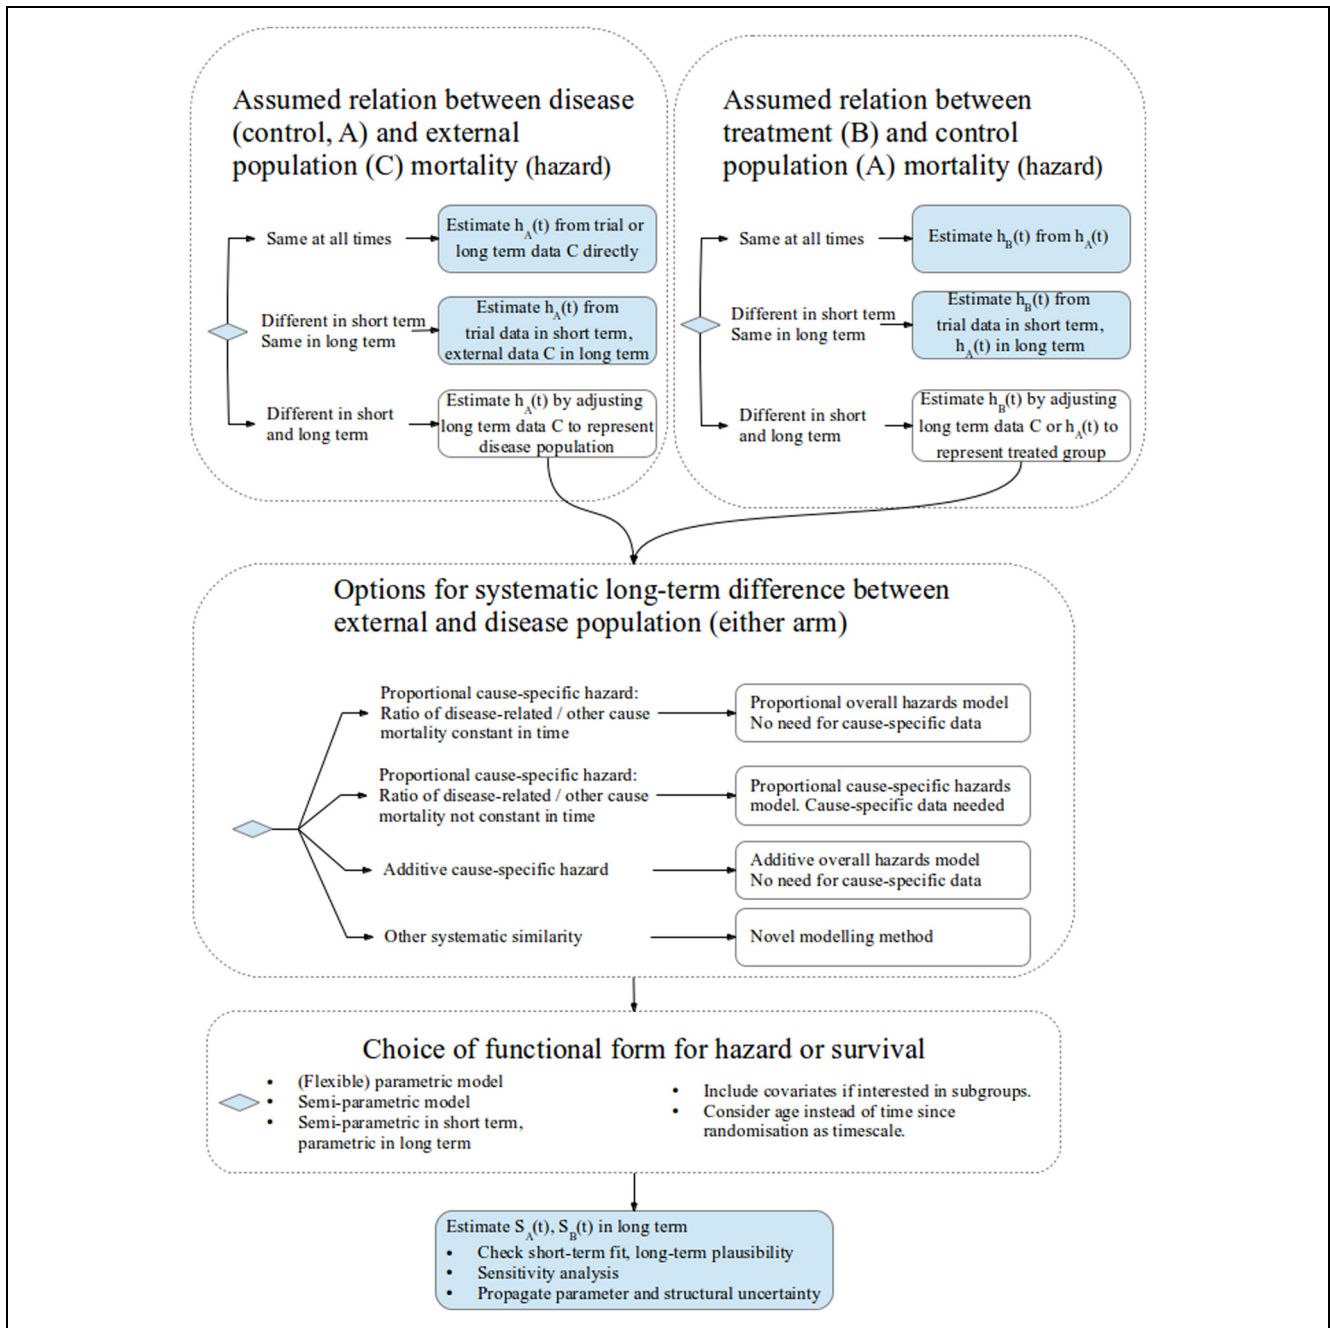 Assumed relation between disease
(control, A) and external
population (C) mortality (hazard)
Same at all times
Estimate h_A(t) from trial or
long term data C directly
Different in short term
Same in long term
Estimate h_A(t) from
trial data in short term,
external data C in long term
Different in short
and long term
Estimate h_A(t) by adjusting
long term data C to represent
disease population
Assumed relation between
treatment (B) and control
population (A) mortality (hazard)
Same at all times
Estimate h_B(t) from h_A(t)
Different in short term
Same in long term
Estimate h_B(t) from
trial data in short term,
h_A(t) in long term
Different in short
and long term
Estimate h_B(t) by adjusting
long term data C or h_A(t) to
represent treated group
Options for systematic long-term difference between
external and disease population (either arm)
Proportional cause-specific hazard:
Ratio of disease-related / other cause
mortality constant in time
Proportional overall hazards model
No need for cause-specific data
Proportional cause-specific hazard:
Ratio of disease-related / other cause
mortality not constant in time
Proportional cause-specific hazards
model. Cause-specific data needed
Additive cause-specific hazard
Additive overall hazards model
No need for cause-specific data
Other systematic similarity
Novel modelling method
Choice of functional form for hazard or survival
• (Flexible) parametric model
• Semi-parametric model
• Semi-parametric in short term,
parametric in long term
• Include covariates if interested in subgroups.
• Consider age instead of time since
randomisation as timescale.
Estimate S_A(t), S_B(t) in long term
• Check short-term fit, long-term plausibility
• Sensitivity analysis
• Propagate parameter and structural uncertainty